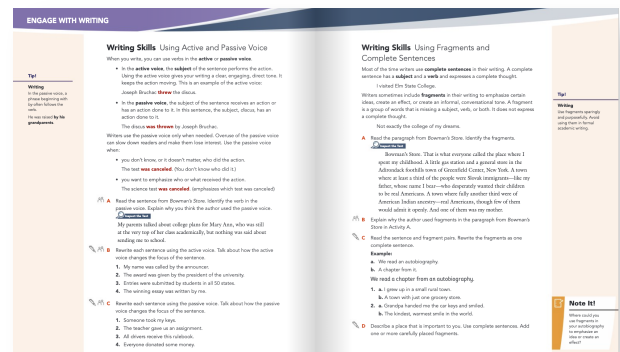 ENGAGE WITH WRITING
Tip!
Writing
In the passive voice, a
phrase beginning with
by often follows the
verb.
He was raised by his
grandparents.
Writing Skills Using Active and Passive Voice
When you write, you can use verbs in the active or passive voice.
• In the active voice, the subject of the sentence performs the action.
Using the active voice gives your writing a clear, engaging, direct tone. It
keeps the action moving. This is an example of the active voice:
Joseph Bruchac threw the discus.
• In the passive voice, the subject of the sentence receives an action or
has an action done to it. In this sentence, the subject, discus, has an
action done to it.
The discus was thrown by Joseph Bruchac.
Writers use the passive voice only when needed. Overuse of the passive voice
can slow down readers and make them lose interest. Use the passive voice
when:
• you don't know, or it doesn't matter, who did the action.
The test was canceled. (You don't know who did it.)
• you want to emphasize who or what received the action.
The science test was canceled. (emphasizes which test was canceled)
A Read the sentence from Bowman's Store. Identify the verb in the
passive voice. Explain why you think the author used the passive voice.
Unpack the Text
My parents talked about college plans for Mary Ann, who was still
at the very top of her class academically, but nothing was said about
sending me to school.
B Rewrite each sentence using the active voice. Talk about how the active
voice changes the focus of the sentence.
1. My name was called by the announcer.
2. The award was given by the president of the university.
3. Entries were submitted by students in all 50 states.
4. The winning essay was written by me.
C Rewrite each sentence using the passive voice. Talk about how the passive
voice changes the focus of the sentence.
1. Someone took my keys.
2. The teacher gave us an assignment.
3. All drivers receive this rulebook.
4. Everyone donated some money.
Writing Skills Using Fragments and
Complete Sentences
Most of the time writers use complete sentences in their writing. A complete
sentence has a subject and a verb and expresses a complete thought.
I visited Elm State College.
Writers sometimes include fragments in their writing to emphasize certain
ideas, create an effect, or create an informal, conversational tone. A fragment
is a group of words that is missing a subject, verb, or both. It does not express
a complete thought.
Not exactly the college of my dreams.
A Read the paragraph from Bowman's Store. Identify the fragments.
Unpack the Text
Bowman's Store. That is what everyone called the place where I
spent my childhood. A little gas station and a general store in the
Adirondack foothills town of Greenfield Center, New York. A town
where at least a third of the people were Slovak immigrants—like my
father, whose name I bear—who desperately wanted their children
to be real Americans. A town where fully another third were of
American Indian ancestry—real Americans, though few of them
would admit it openly. And one of them was my mother.
B Explain why the author used fragments in the paragraph from Bowman's
Store in Activity A.
C Read the sentence and fragment pairs. Rewrite the fragments as one
complete sentence.
Example:
a. We read an autobiography.
b. A chapter from it.
We read a chapter from an autobiography.
1. a. I grew up in a small rural town.
b. A town with just one grocery store.
2. a. Grandpa handed me the car keys and smiled.
b. The kindest, warmest smile in the world.
D Describe a place that is important to you. Use complete sentences. Add
one or more carefully placed fragments.
Tip!
Writing
Use fragments sparingly
and purposefully. Avoid
using them in formal
academic writing.
Note It!
Where could you
use fragments in
your autobiography
to emphasize an
idea or create an
effect?